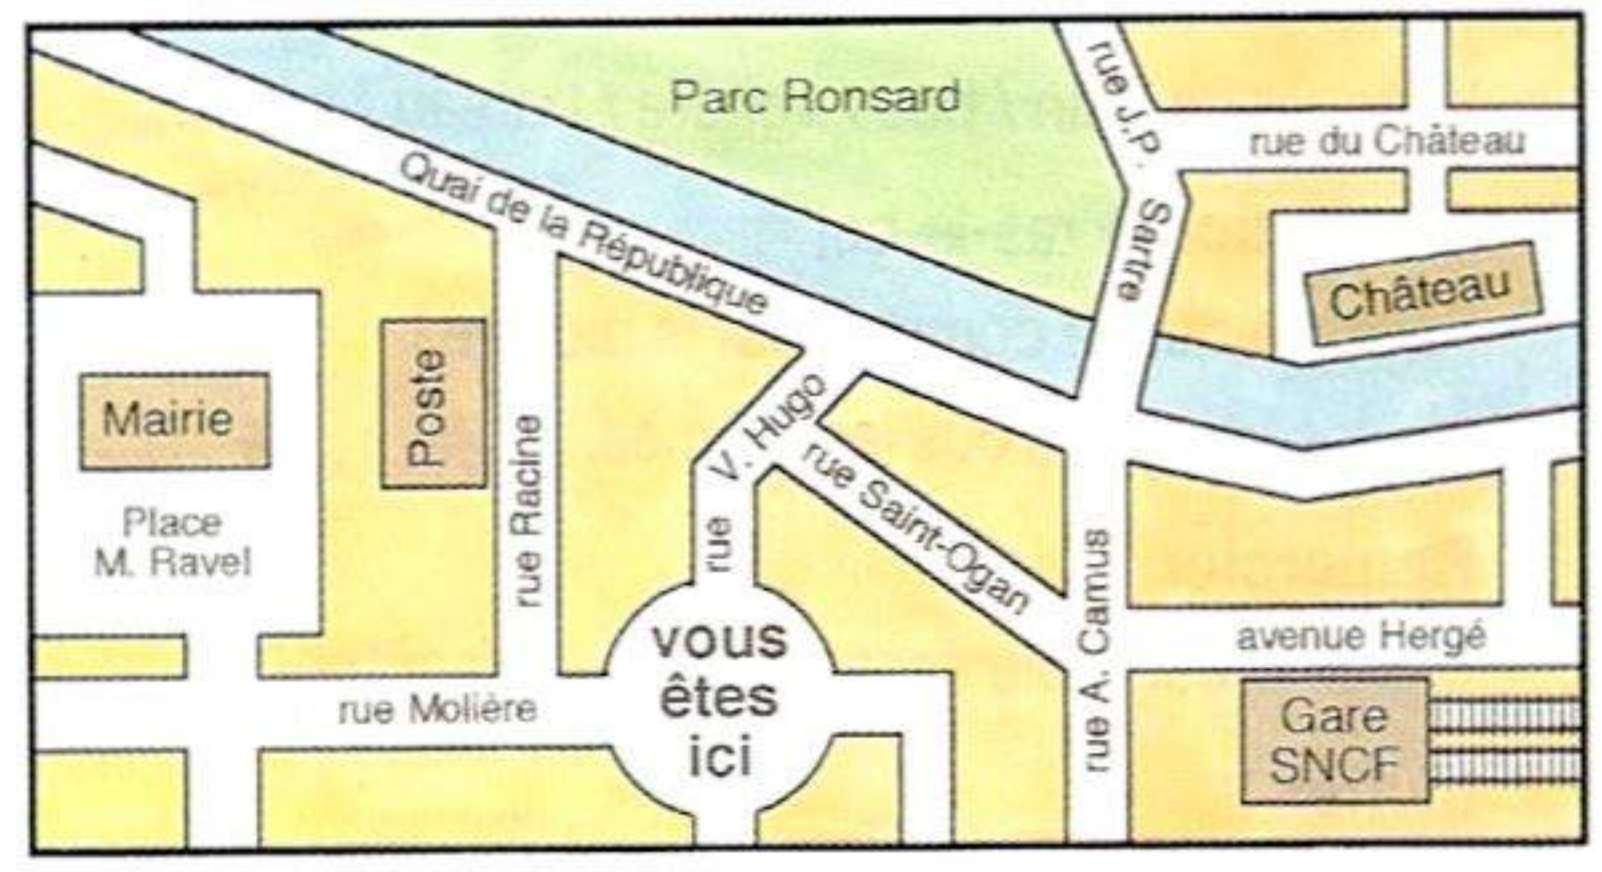 Parc Ronsard
rue J.P. Sartre
rue du Château
Quai de la République
Château
Mairie
Poste
V. Hugo
rue
rue Racine
rue Saint-Ogan
Place
M. Ravel
rue A. Camus
avenue Hergé
vous
êtes
ici
rue Molière
Gare
SNCF